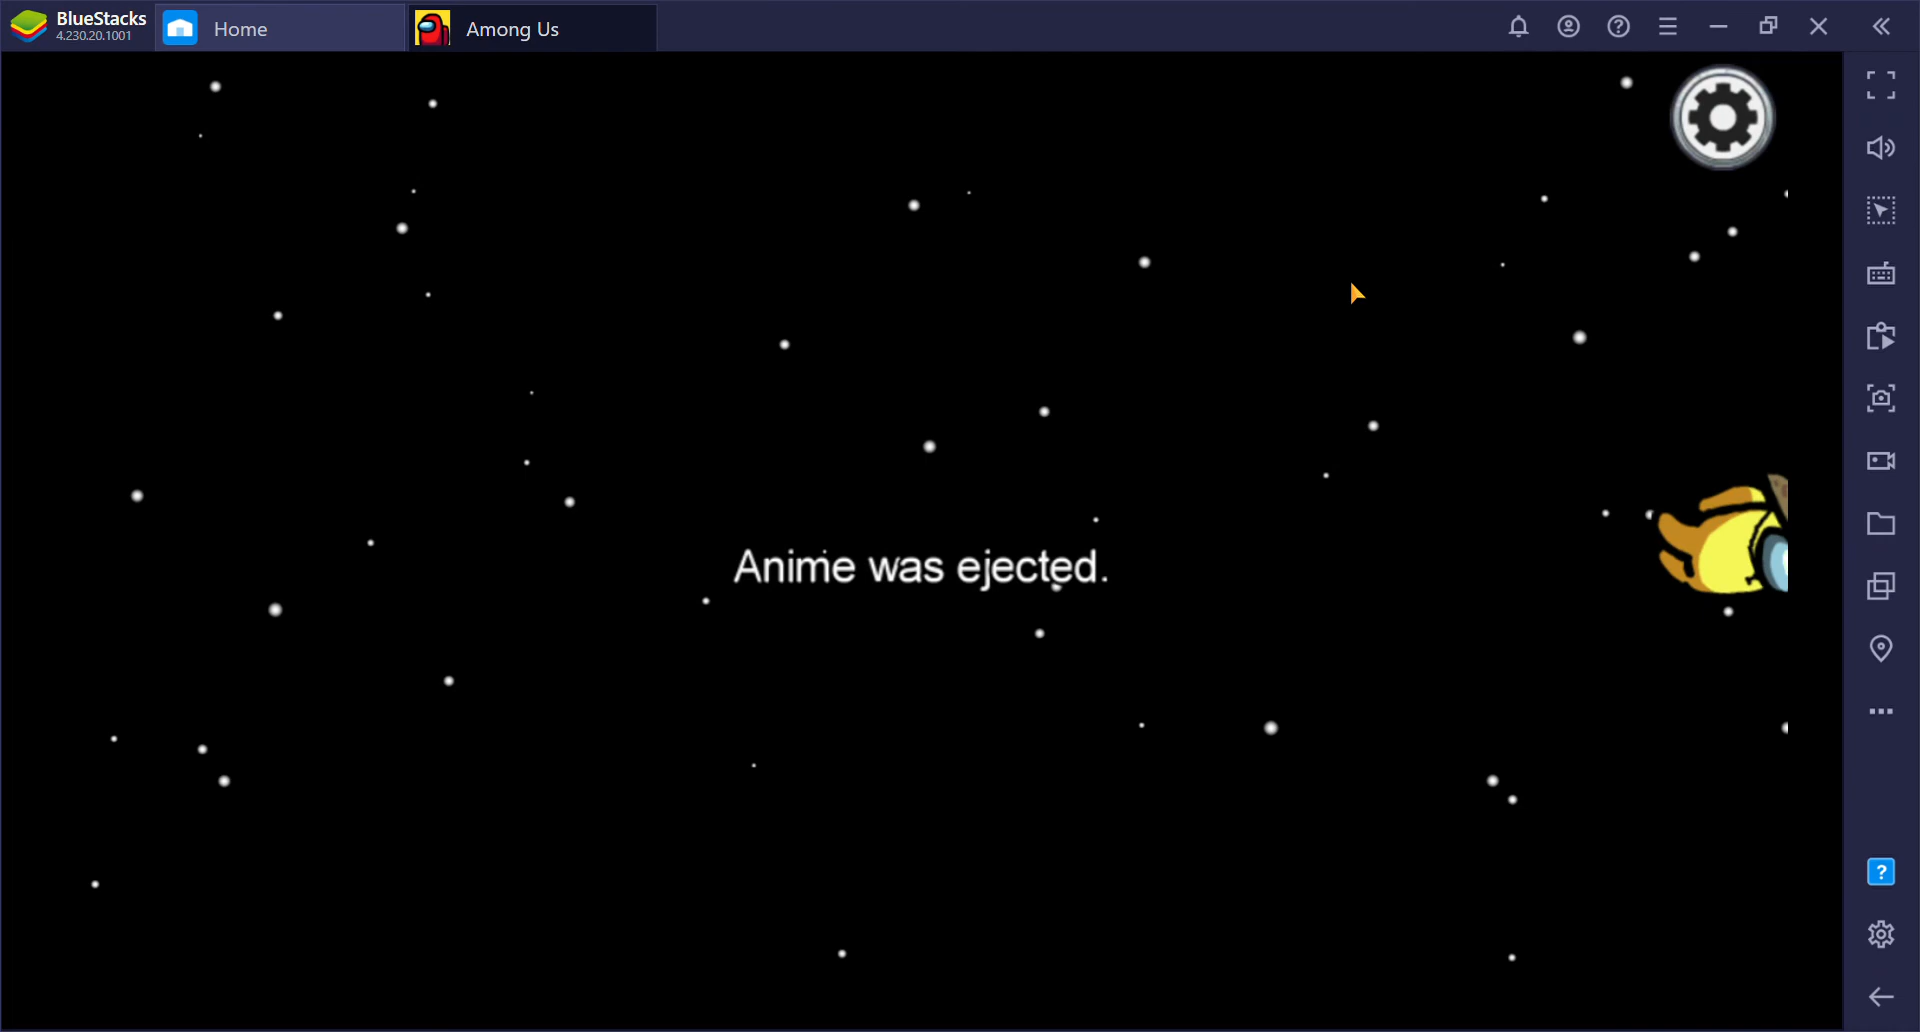 BlueStacks
4.230.20.1001
Home
Among Us
Anime was ejected.
?